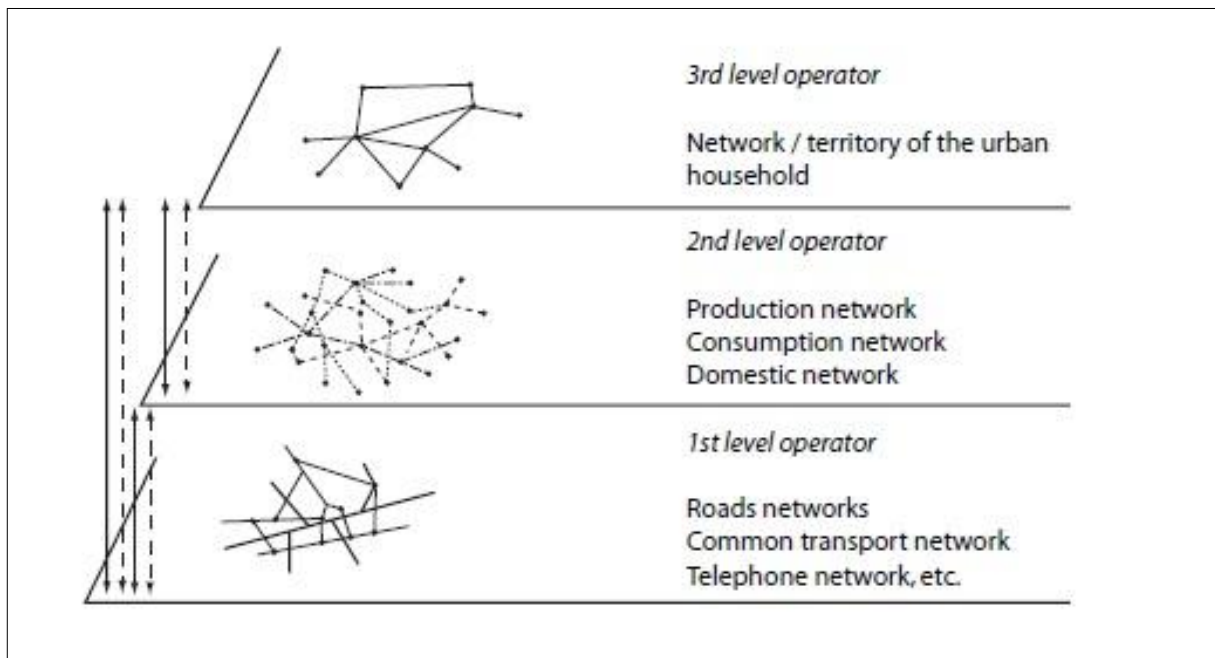 3rd level operator
Network / territory of the urban
household
2nd level operator
Production network
Consumption network
Domestic network
1st level operator
Roads networks
Common transport network
Telephone network, etc.